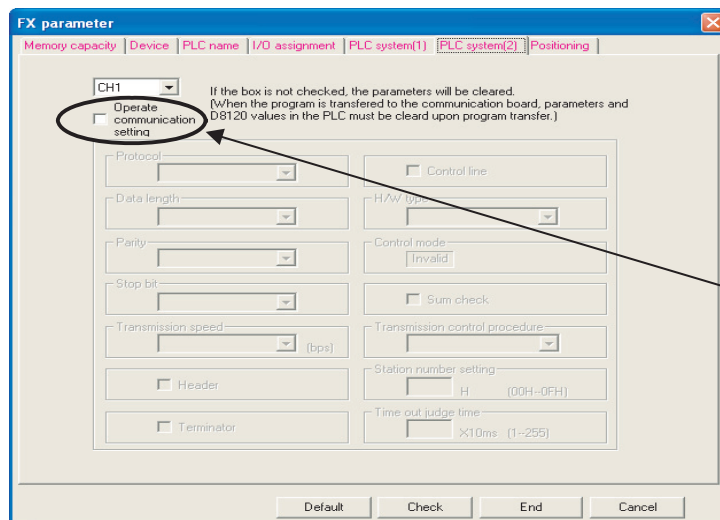 FX parameter
Memory capacity Device PLC name I/O assignment PLC system(1) PLC system(2) Positioning
CH1
If the box is not checked, the parameters will be cleared.
(When the program is transfered to the communication board, parameters and
D8120 values in the PLC must be cleard upon program transfer.)
Operate
communication
setting
Protocol
Control line
Data length
H/W type
Parity
Control mode
Invalid
Stop bit
Sum check
Transmission speed
(bps)
Transmission control procedure
Header
Station number setting
H (00H--0FH)
Terminator
Time out judge time
X10ms (1--255)
Default Check End Cancel